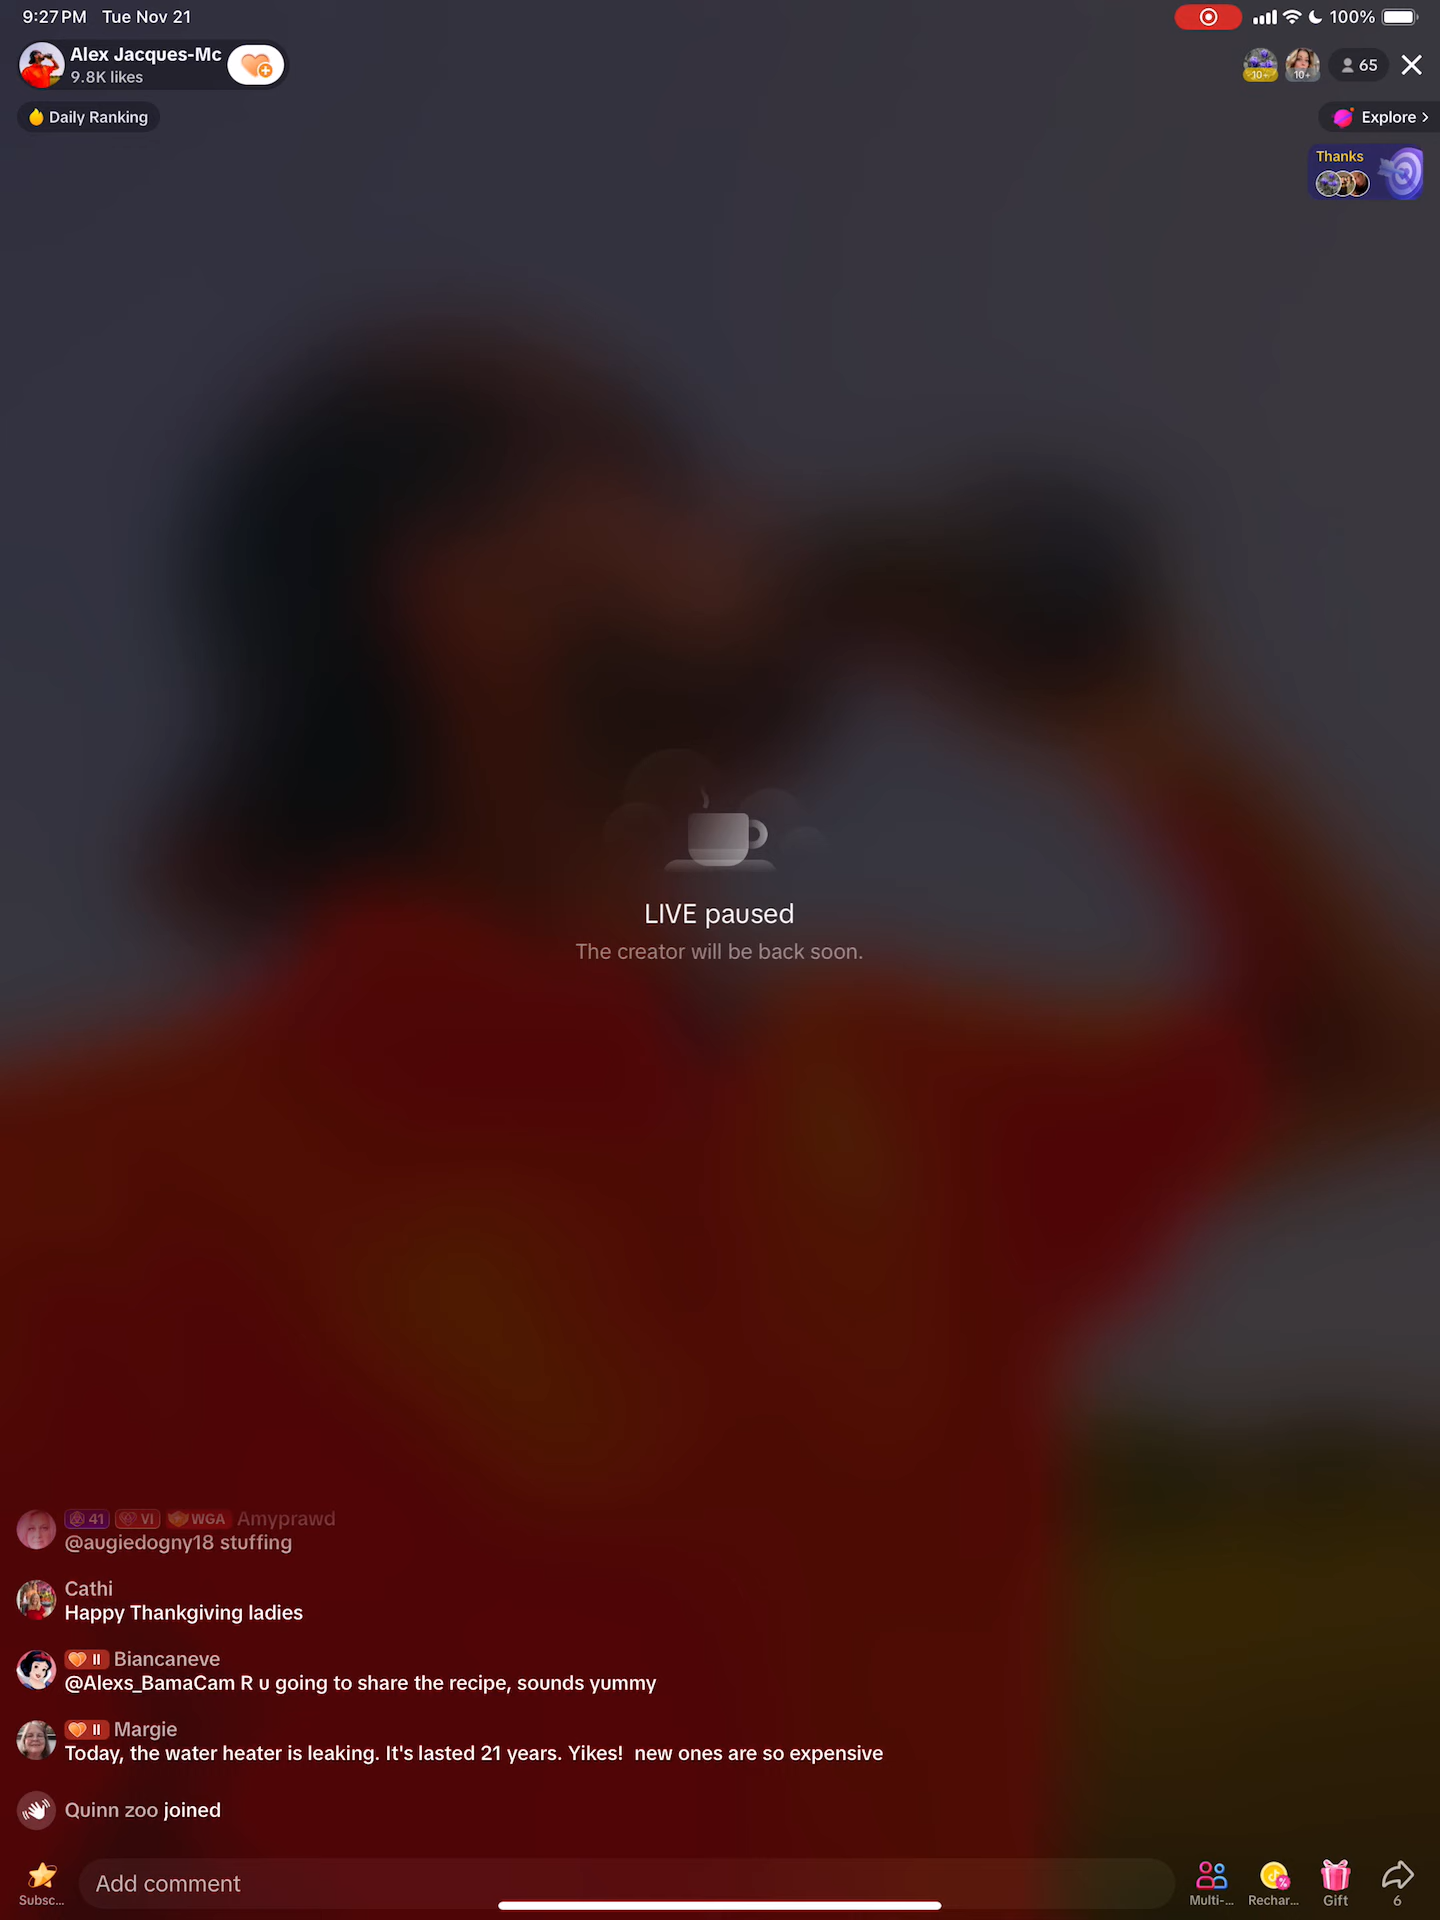 9:27 PM Tue Nov 21
100%
Alex Jacques-Mc
9.8K likes
10+
10+
65
Daily Ranking
Explore >
Thanks
LIVE paused
The creator will be back soon.
41 VI WGA Amyprawd
@augiedogny18 stuffing
Cathi
Happy Thankgiving ladies
II Biancaneve
@Alexs_BamaCam R u going to share the recipe, sounds yummy
II Margie
Today, the water heater is leaking. It's lasted 21 years. Yikes!  new ones are so expensive
Quinn zoo joined
Subsc...
Add comment
Multi-...
Rechar...
Gift
6